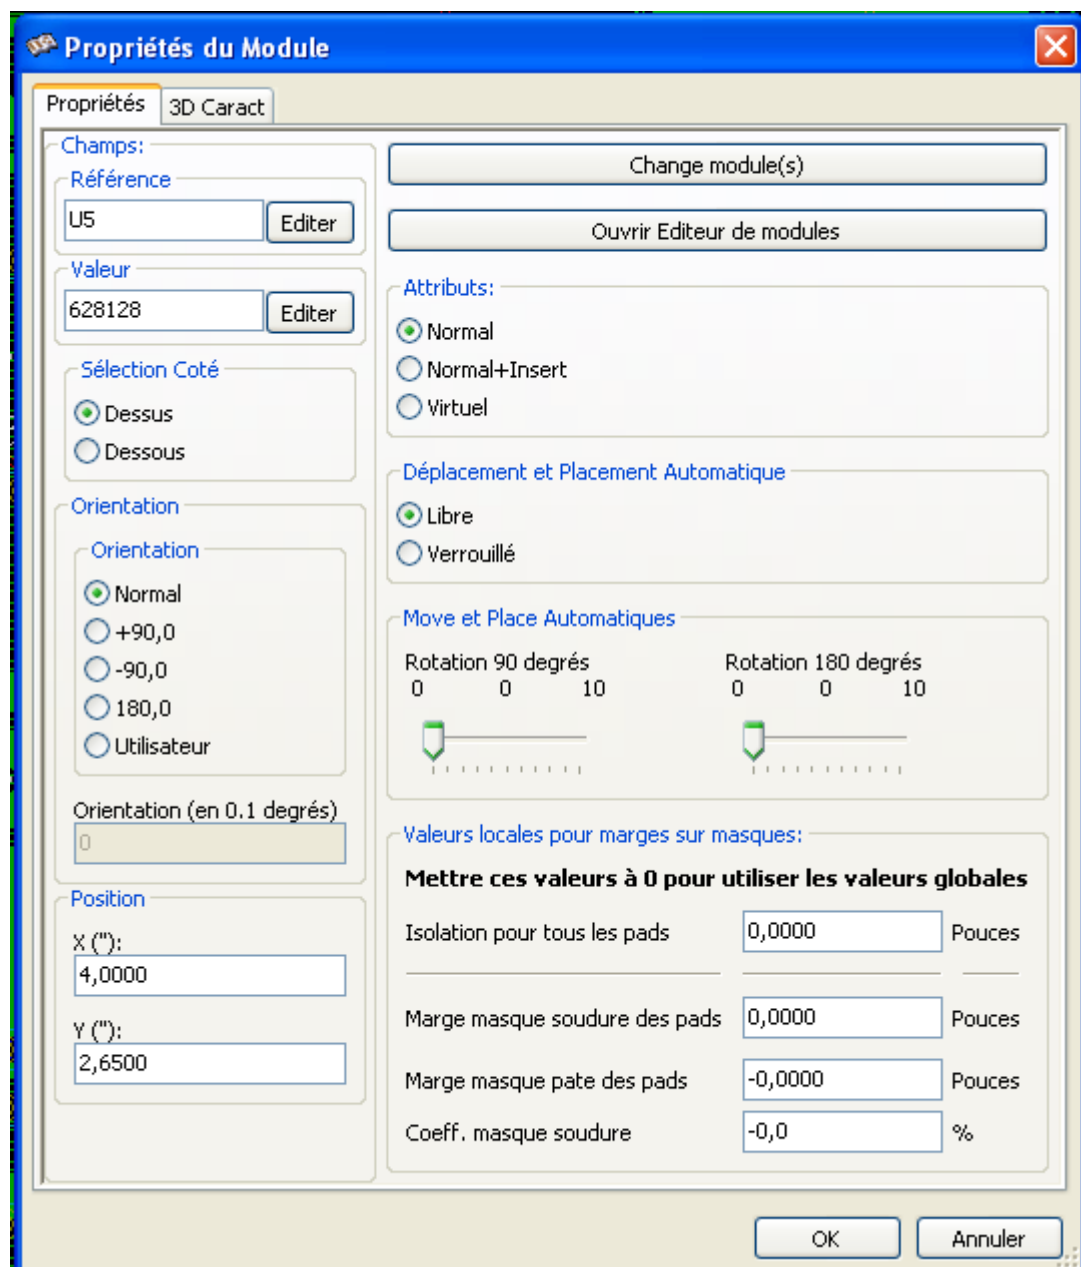 Propriétés du Module
Propriétés 3D Caract
Champs:
Référence
U5 Editer
Valeur
628128 Editer
Sélection Coté
Dessus
Dessous
Orientation
Orientation
Normal
+90,0
-90,0
180,0
Utilisateur
Orientation (en 0.1 degrés)
0
Position
X ("):
4,0000
Y ("):
2,6500
Change module(s)
Ouvrir Editeur de modules
Attributs:
Normal
Normal+Insert
Virtuel
Déplacement et Placement Automatique
Libre
Verrouillé
Move et Place Automatiques
Rotation 90 degrés Rotation 180 degrés
0 0 10 0 0 10
Valeurs locales pour marges sur masques:
Mettre ces valeurs à 0 pour utiliser les valeurs globales
Isolation pour tous les pads 0,0000 Pouces
Marge masque soudure des pads 0,0000 Pouces
Marge masque pate des pads -0,0000 Pouces
Coeff. masque soudure -0,0 %
OK Annuler